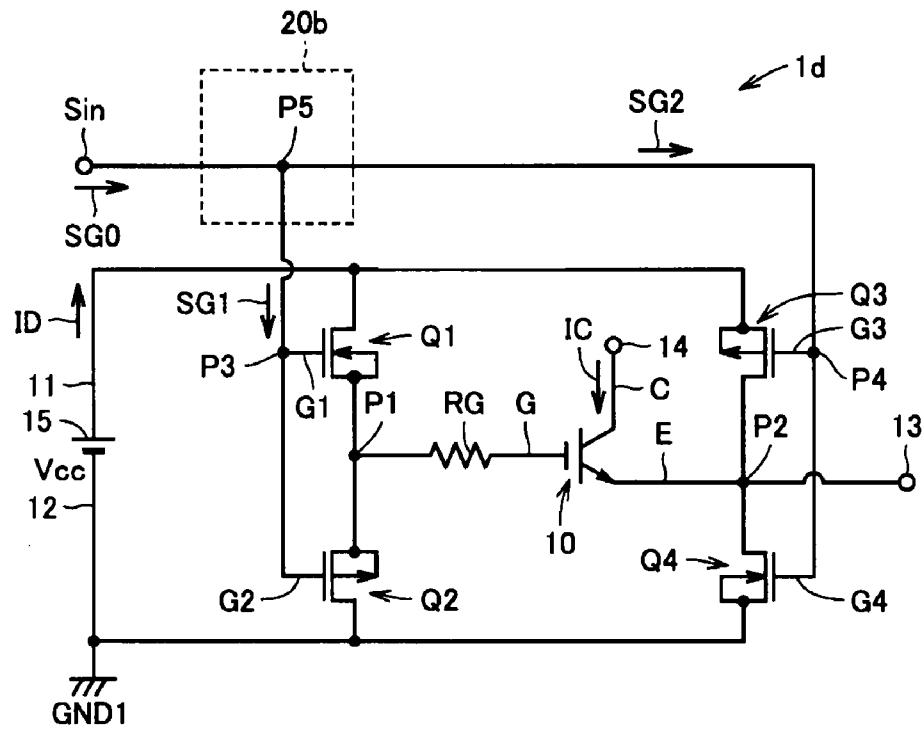 20b
1d
Sin
P5
SG2
SG0
ID
SG1
Q1
IC
14
Q3
G3
P3
G1
P1
RG
G
C
P4
11
15
Vcc
12
E
P2
13
10
G2
Q2
Q4
G4
GND1